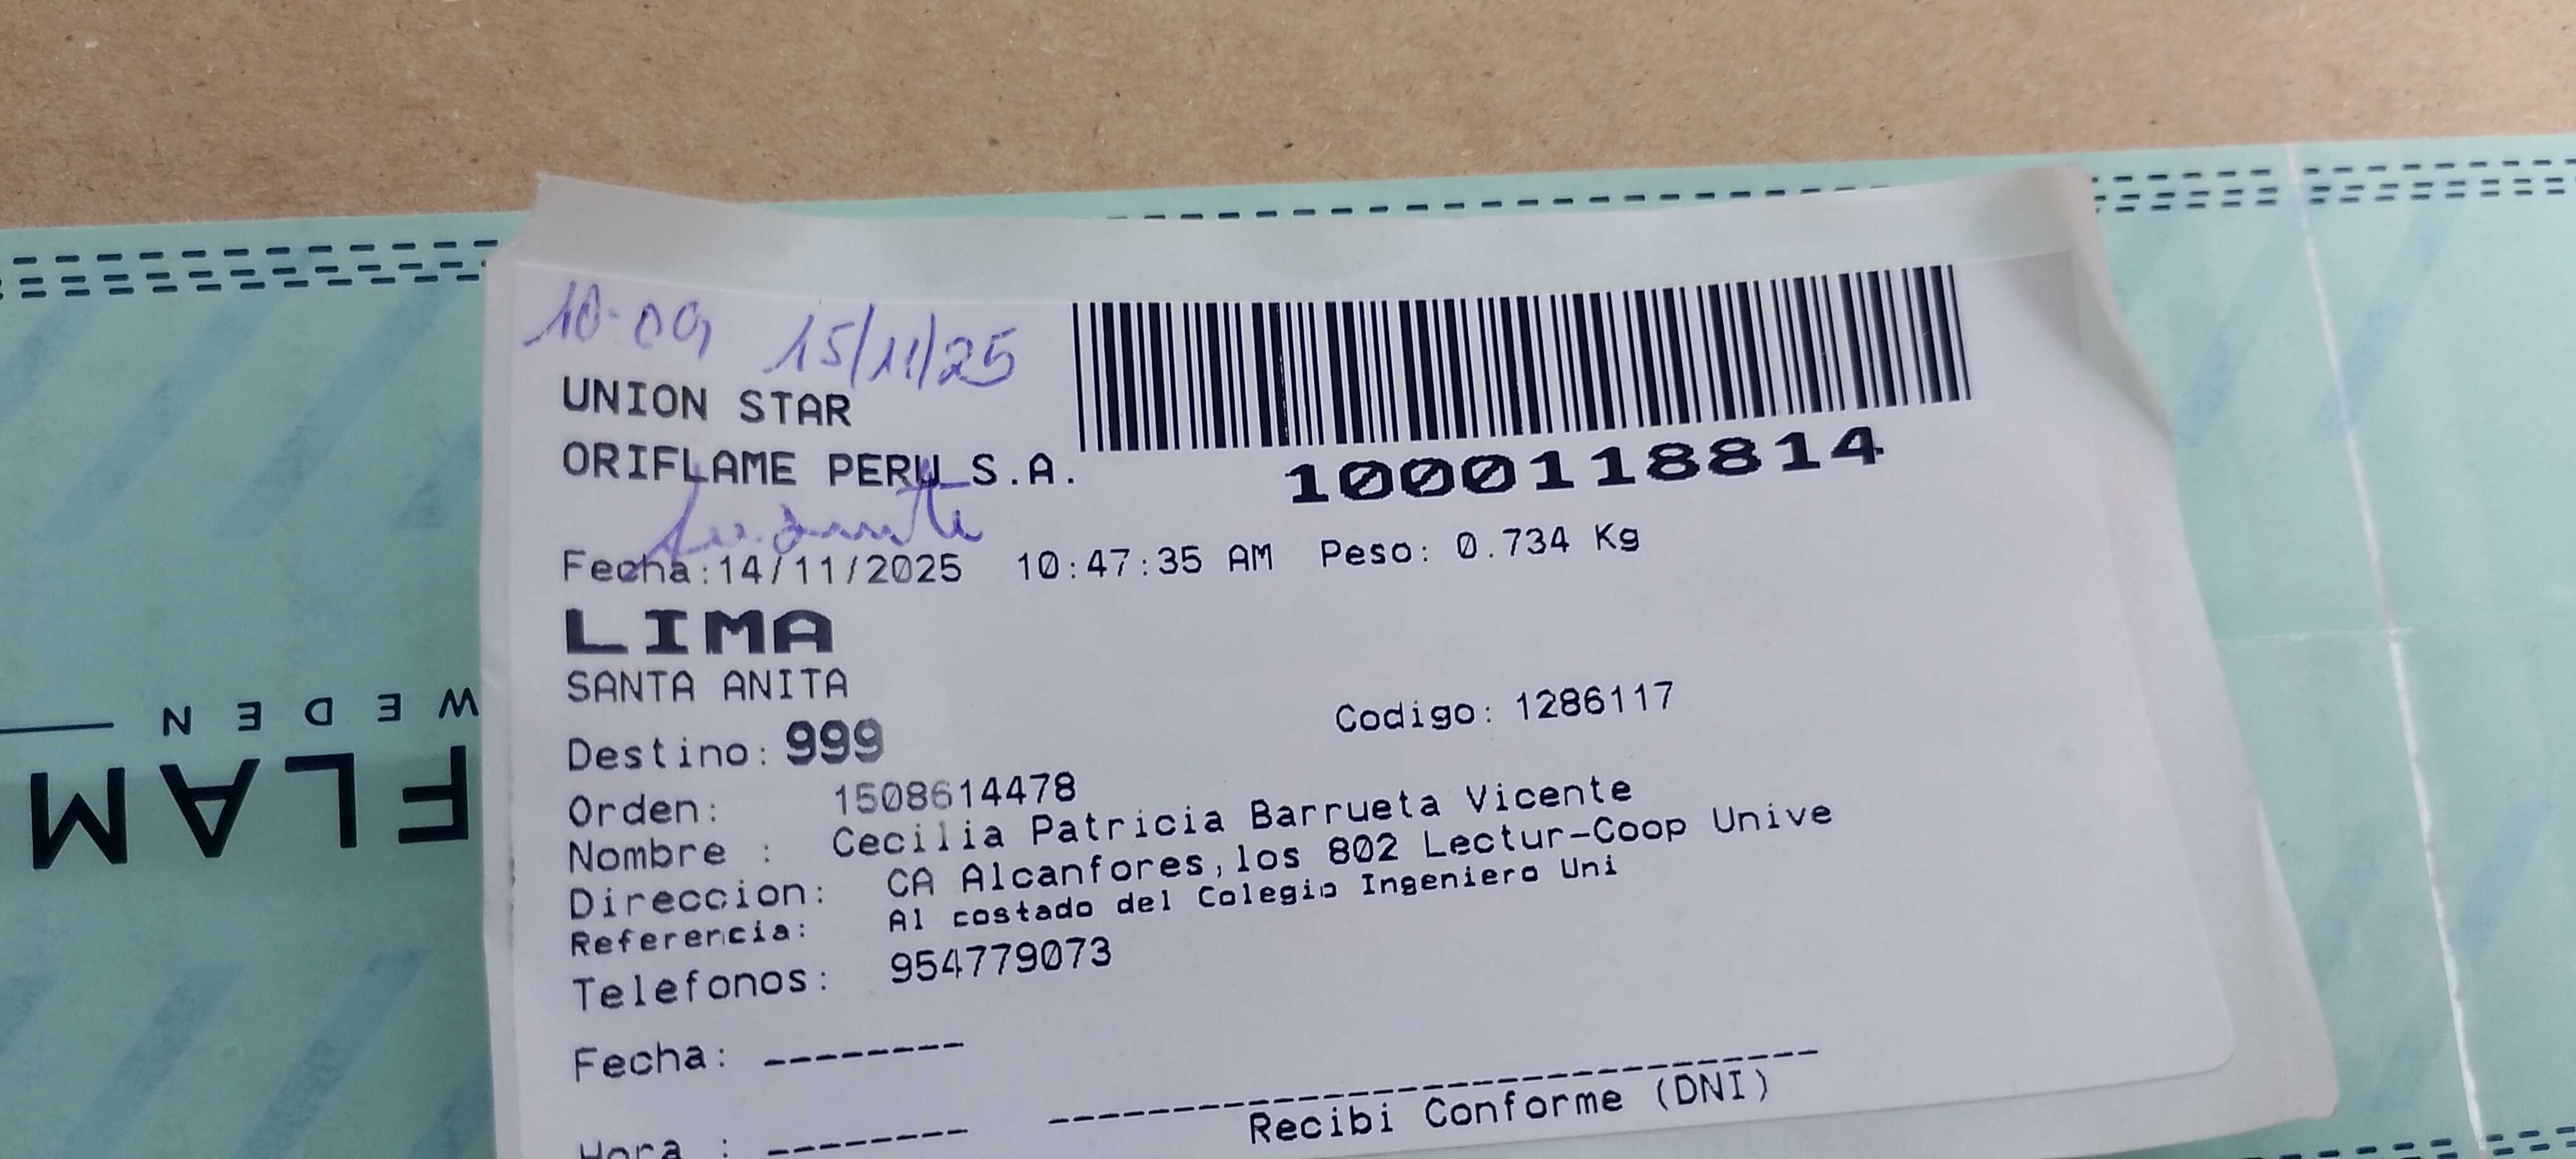 10:09 15/11/25
UNION STAR
ORIFLAME PERU S.A.
1000118814
Fecha:14/11/2025 10:47:35 AM Peso: 0.734 Kg
LIMA
SANTA ANITA
Codigo: 1286117
Destino: 999
Orden: 1508614478
Nombre : Cecilia Patricia Barrueta Vicente
Direccion: CA Alcanfores,los 802 Lectur-Coop Unive
Referencia: Al costado del Colegio Ingeniero Uni
Telefonos: 954779073
Fecha: --------
Hora : --------
Recibi Conforme (DNI)
WEDEN
FLAM